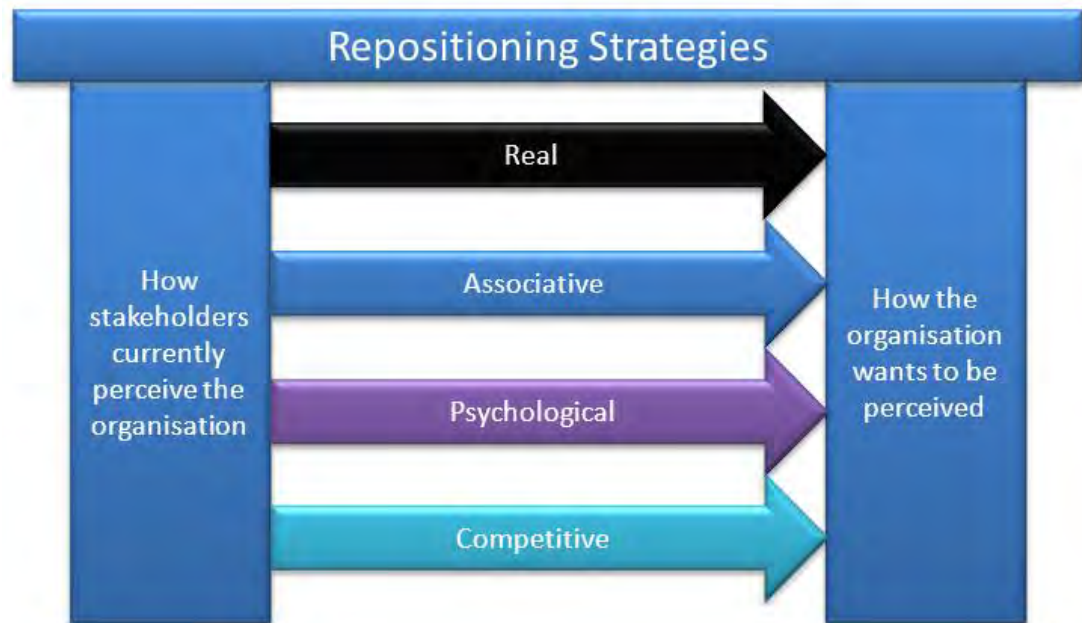 Repositioning Strategies
How
stakeholders
currently
perceive the
organisation
Real
Associative
Psychological
Competitive
How the
organisation
wants to be
perceived